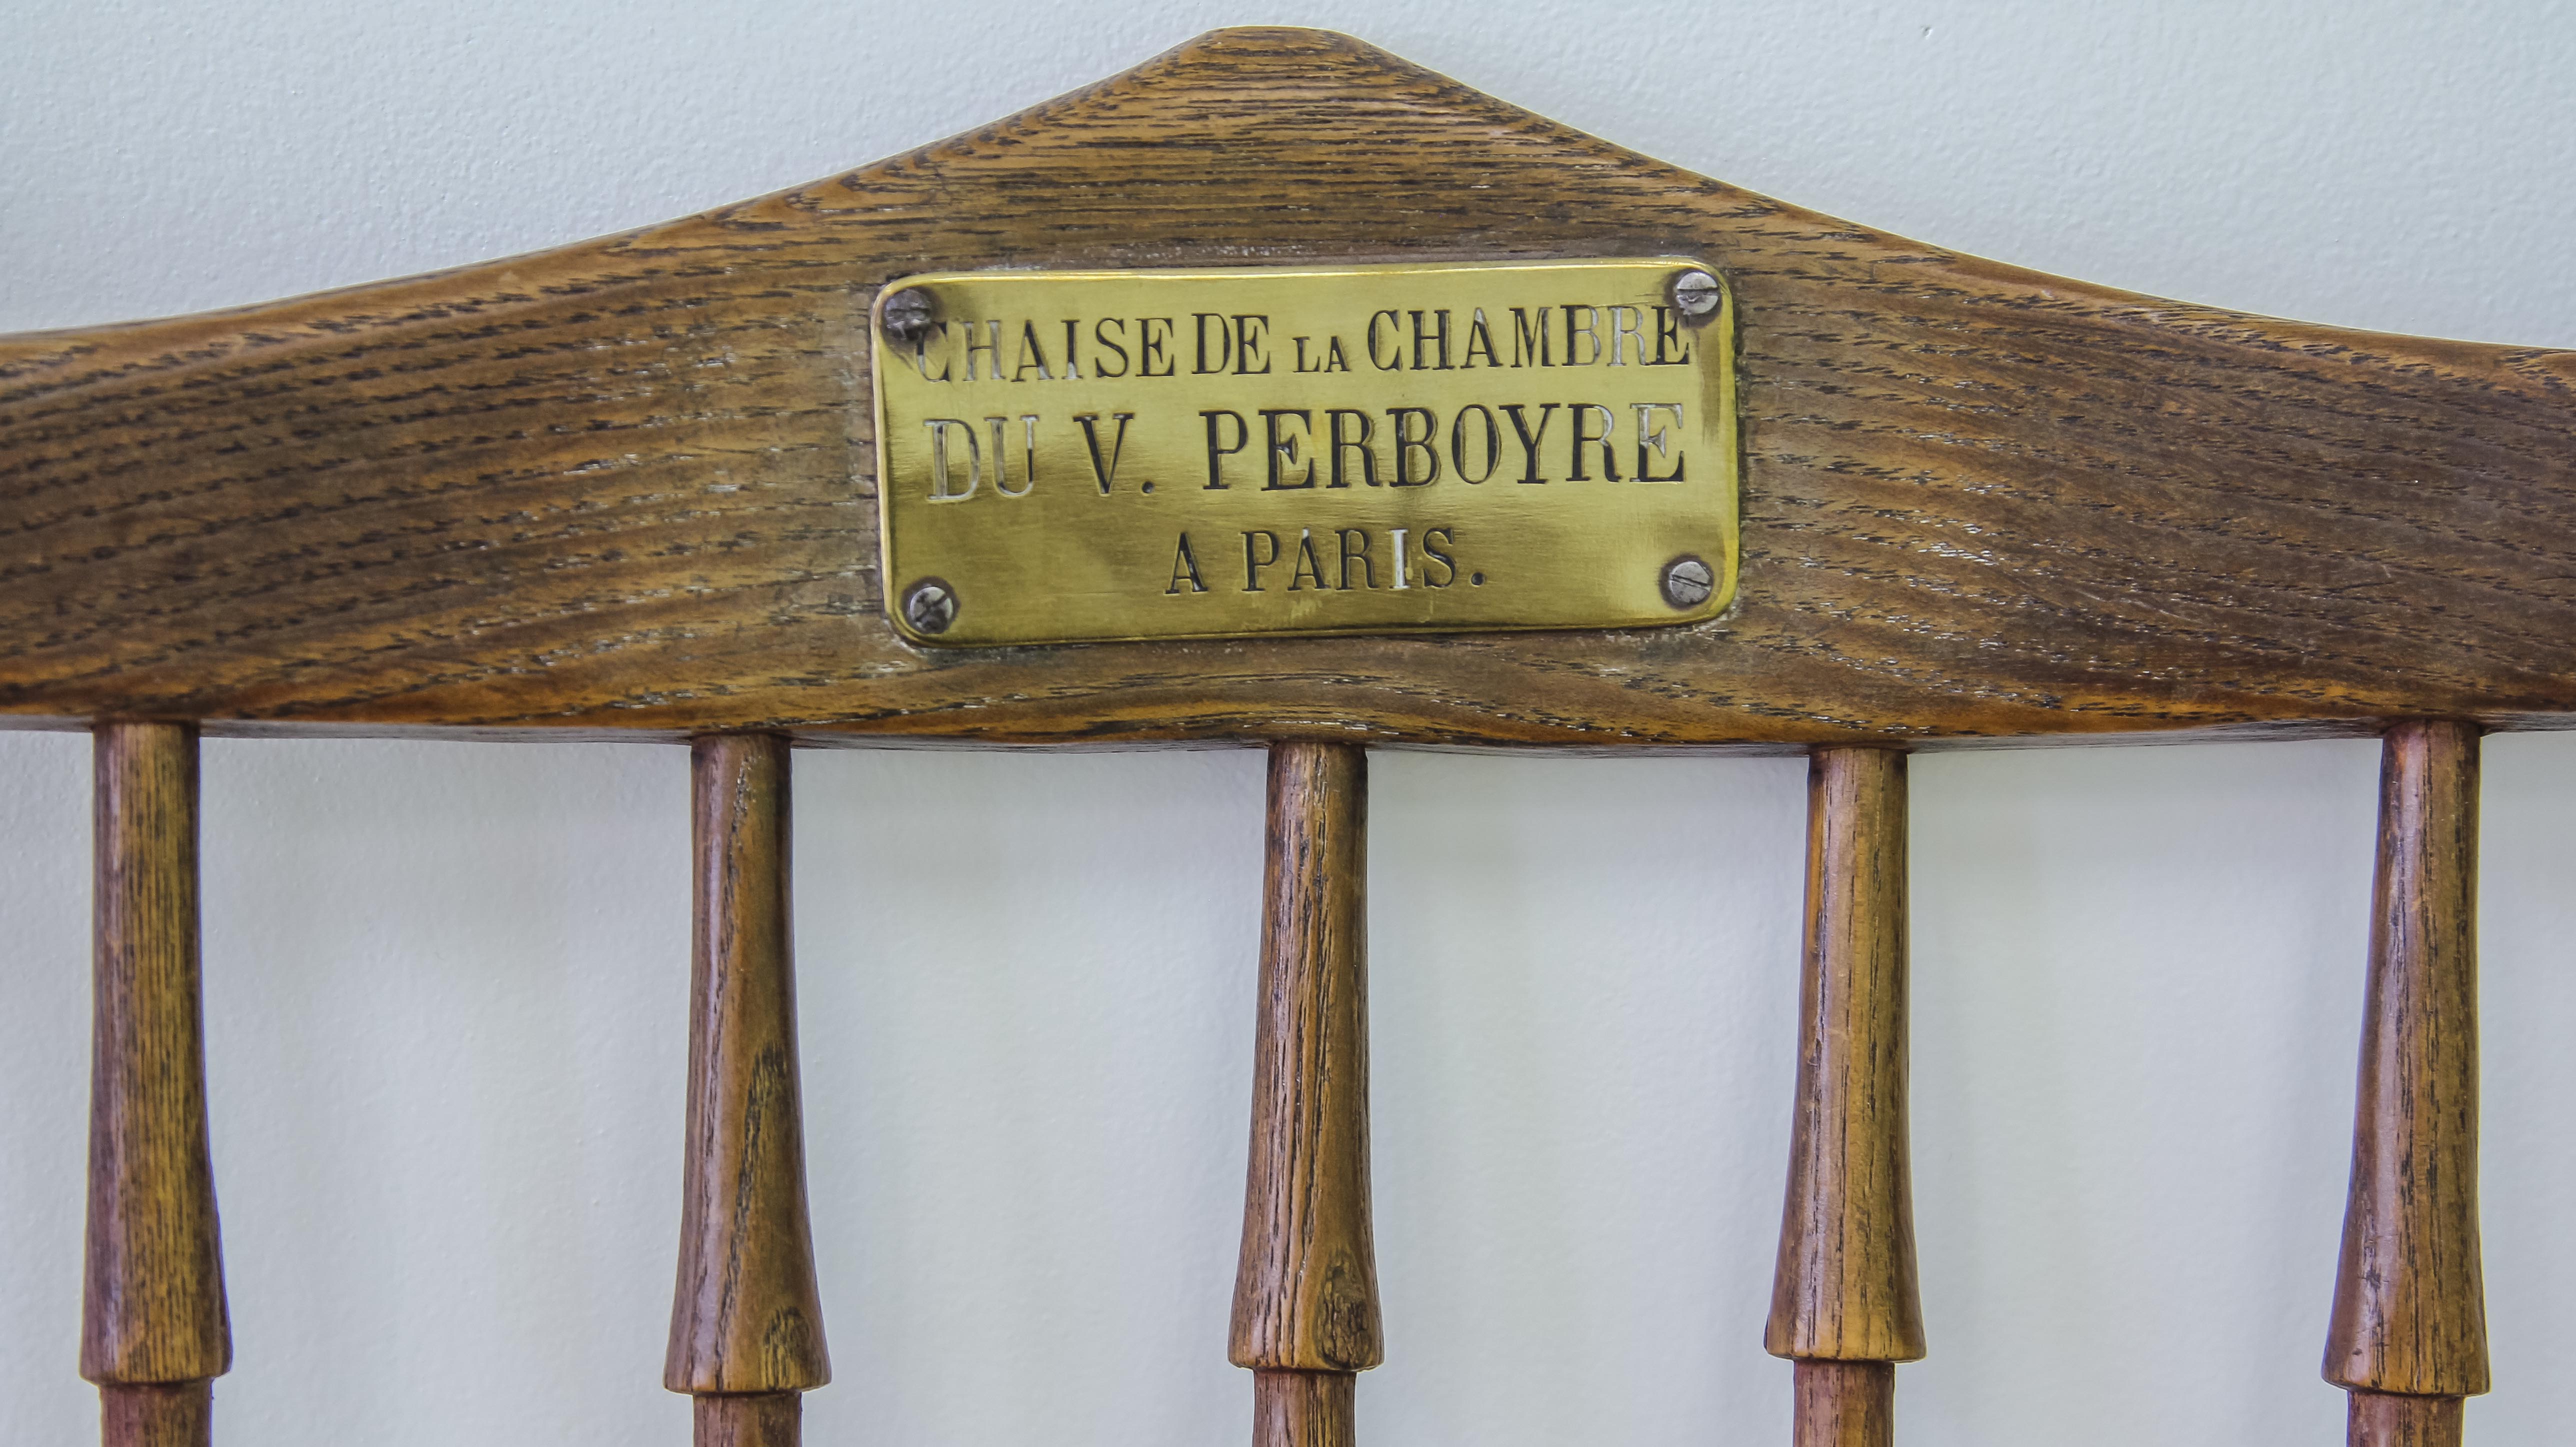 CHAISE DE LA CHAMBRE
DU V. PERBOYRE
A PARIS.